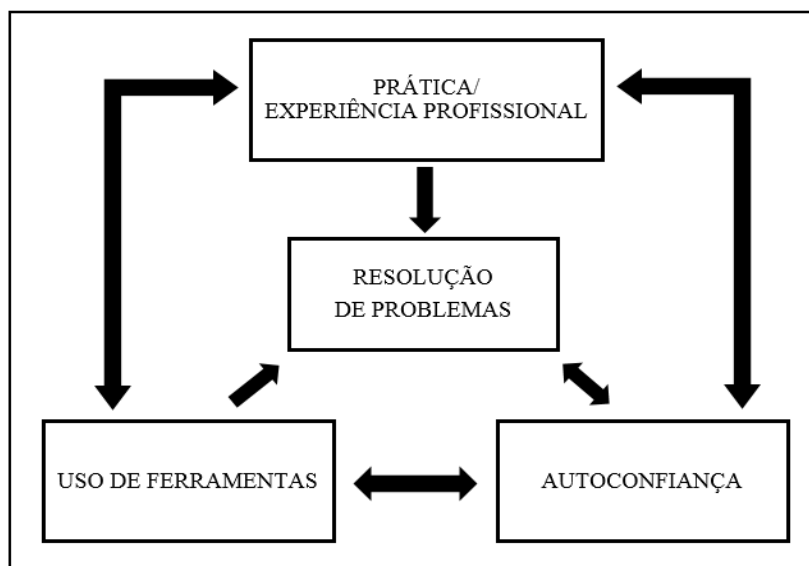 PRÁTICA/
EXPERIÊNCIA PROFISSIONAL
RESOLUÇÃO
DE PROBLEMAS
USO DE FERRAMENTAS
AUTOCONFIANÇA